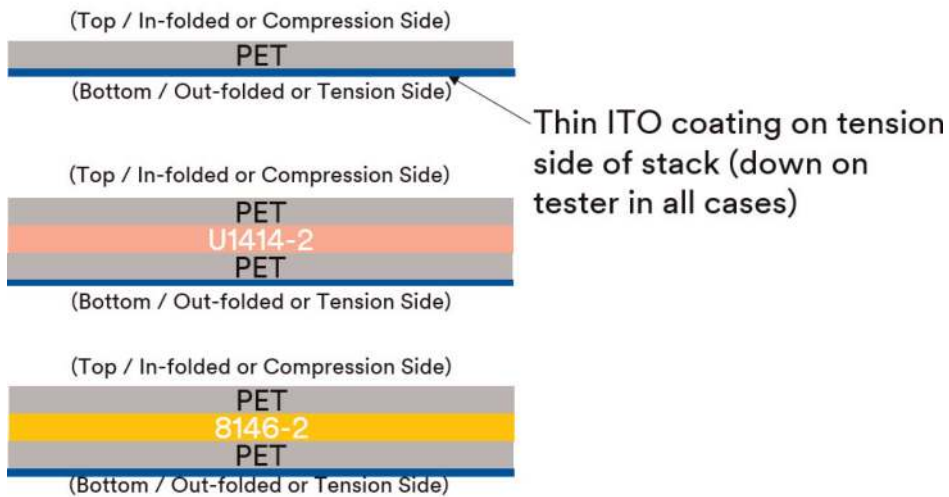 (Top / In-folded or Compression Side)
PET
(Bottom / Out-folded or Tension Side)
Thin ITO coating on tension
side of stack (down on
tester in all cases)
(Top / In-folded or Compression Side)
PET
U1414-2
PET
(Bottom / Out-folded or Tension Side)
(Top / In-folded or Compression Side)
PET
8146-2
PET
(Bottom / Out-folded or Tension Side)